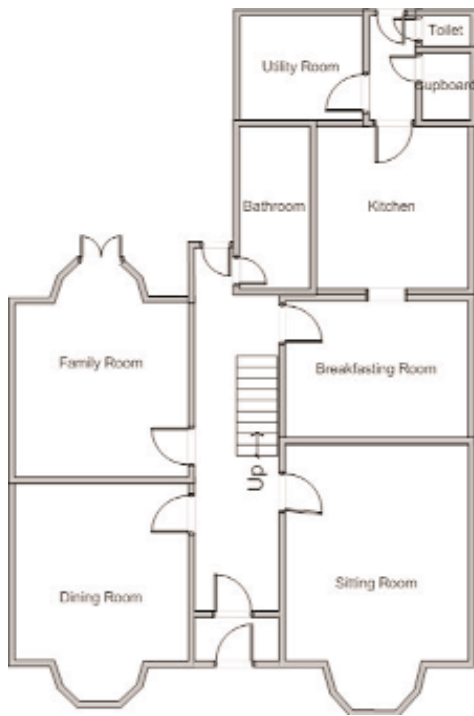 Toilet
Utility Room
Cupboard
Bathroom
Kitchen
Family Room
Breakfasting Room
Up
Dining Room
Sitting Room